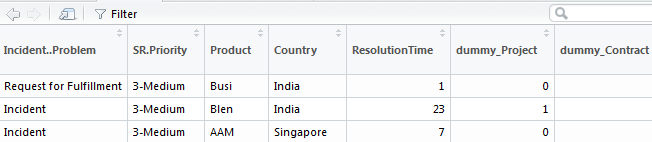 Filter
Incident..Problem SR.Priority Product Country ResolutionTime dummy_Project dummy_Contract
Request for Fulfillment 3-Medium Busi India 1 0
Incident 3-Medium Blen India 23 1
Incident 3-Medium AAM Singapore 7 0